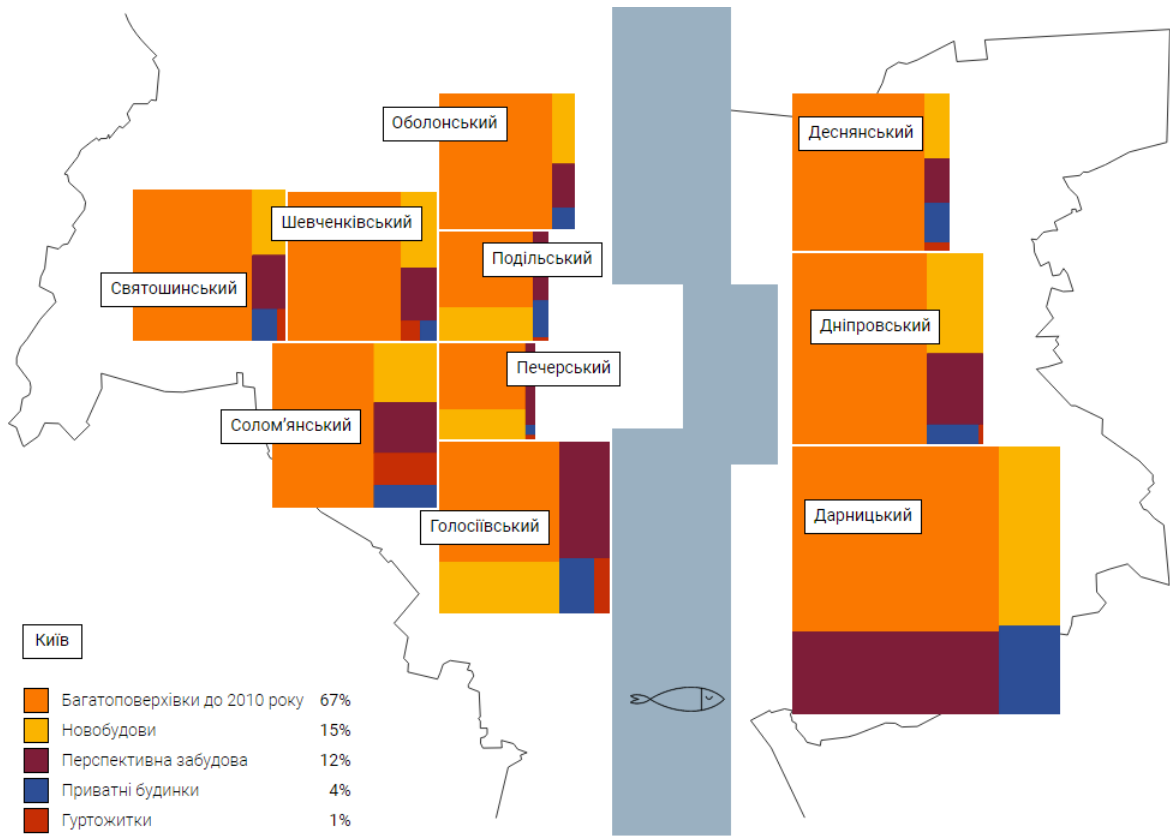 Оболонський
Деснянський
Шевченківський
Подільський
Святошинський
Дніпровський
Печерський
Солом'янський
Голосіївський
Дарницький
Київ
Багатоповерхівки до 2010 року 67%
Новобудови 15%
Перспективна забудова 12%
Приватні будинки 4%
Гуртожитки 1%